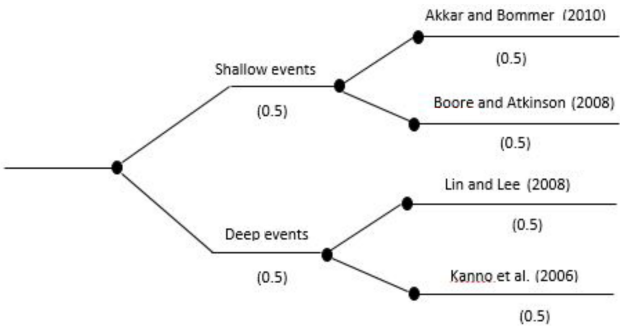 Akkar and Bommer (2010)
(0.5)
Shallow events
(0.5)
Boore and Atkinson (2008)
(0.5)
Lin and Lee (2008)
(0.5)
Deep events
(0.5)
Kanno et al. (2006)
(0.5)